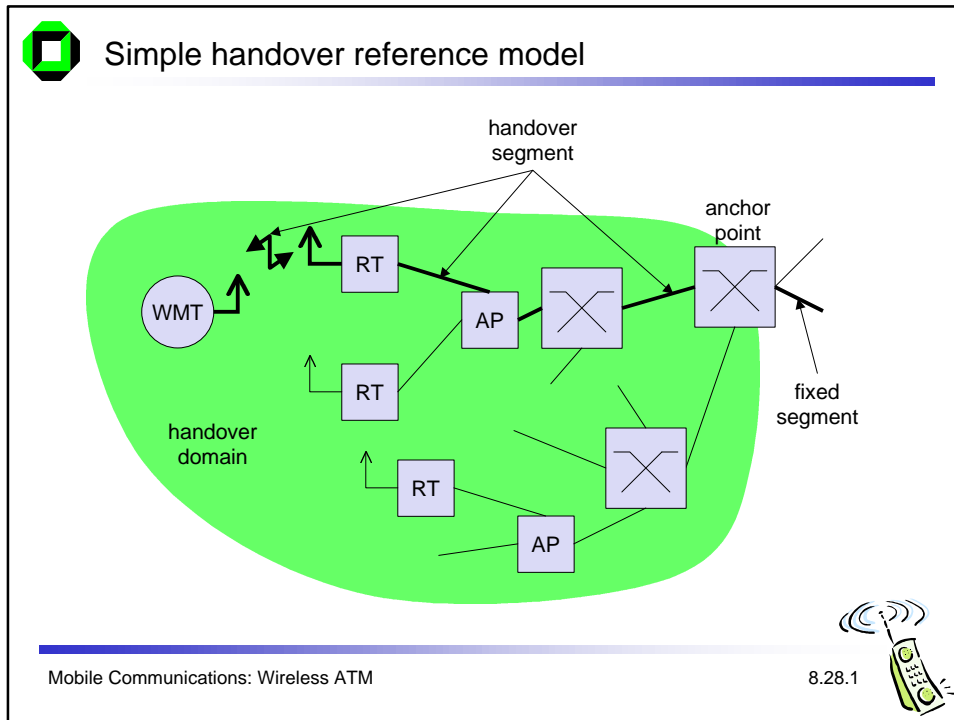 Simple handover reference model
handover
segment
anchor
point
RT
WMT
AP
RT
fixed
segment
handover
domain
RT
AP
Mobile Communications: Wireless ATM
8.28.1